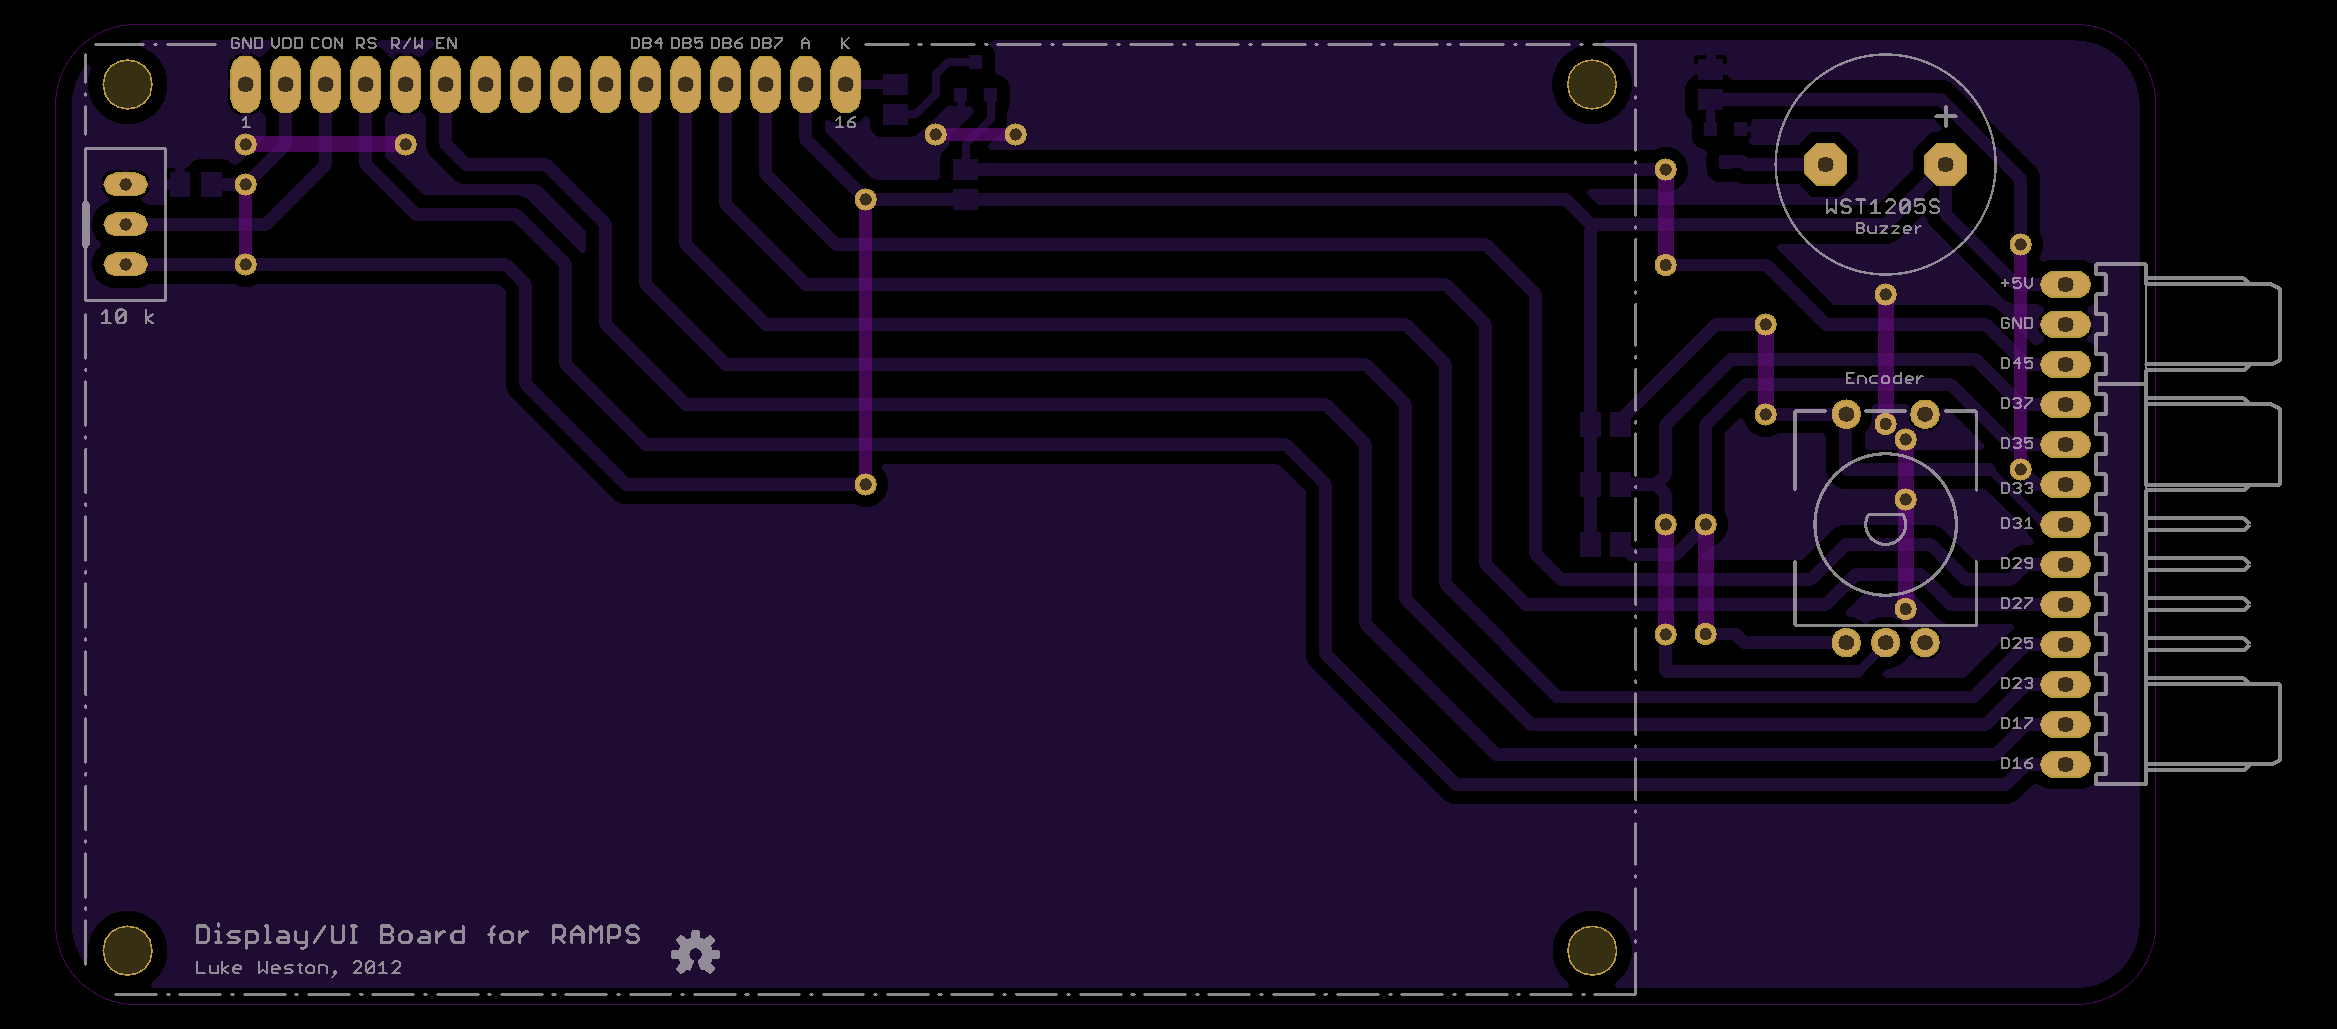 GND VDD CON RS R/W EN DB4 DB5 DB6 DB7 A K
1 16
+
WST1205S
Buzzer
10 k
+5V
GND
D45
Encoder
D37
D35
D33
D31
D29
D27
D25
D23
D17
D16
Display/UI Board for RAMPS
Luke Weston, 2012